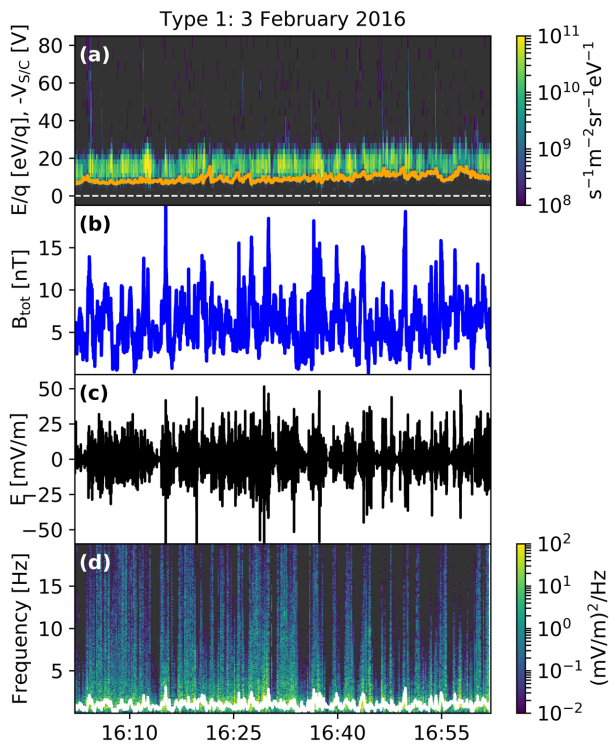 Type 1: 3 February 2016
(a)
E/q [eV/q], -V_S/C [V]
80
60
40
20
0
10^11
10^10
10^9
10^8
s^−1m^−2sr^−1eV^−1
(b)
B_tot [nT]
15
10
5
(c)
E [mV/m]
50
25
0
−25
−50
(d)
Frequency [Hz]
15
10
5
10^2
10^1
10^0
10^−1
10^−2
(mV/m)^2/Hz
16:10 16:25 16:40 16:55